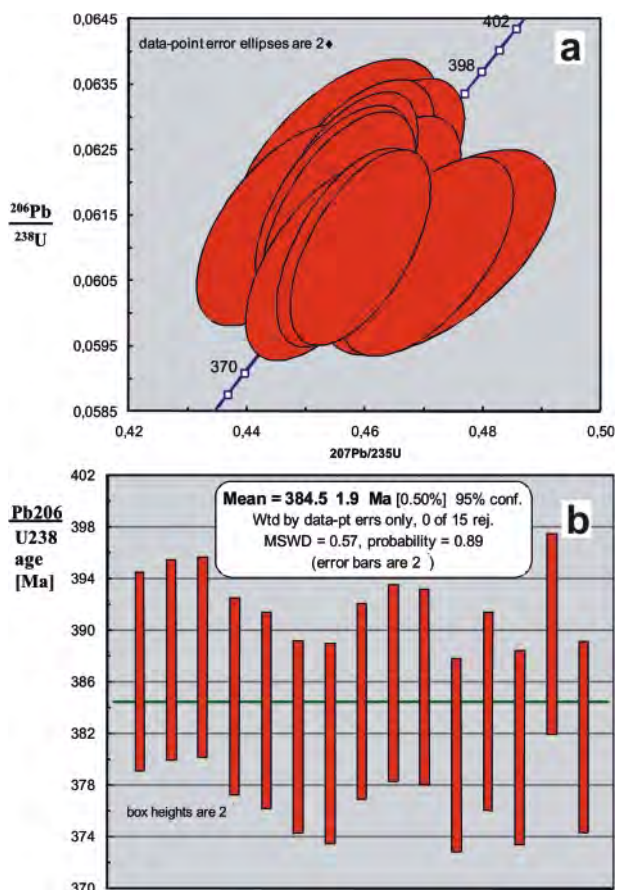 0,0645
0,0635
0,0625
0,0615
0,0605
0,0595
0,0585
206Pb
238U
data-point error ellipses are 2♦
a
402
398
370
0,42
0,44
0,46
0,48
0,50
207Pb/235U
Pb206
U238
age
[Ma]
402
398
394
390
386
382
378
374
370
Mean = 384.5 1.9 Ma [0.50%] 95% conf.
Wtd by data-pt errs only, 0 of 15 rej.
MSWD = 0.57, probability = 0.89
(error bars are 2 )
b
box heights are 2